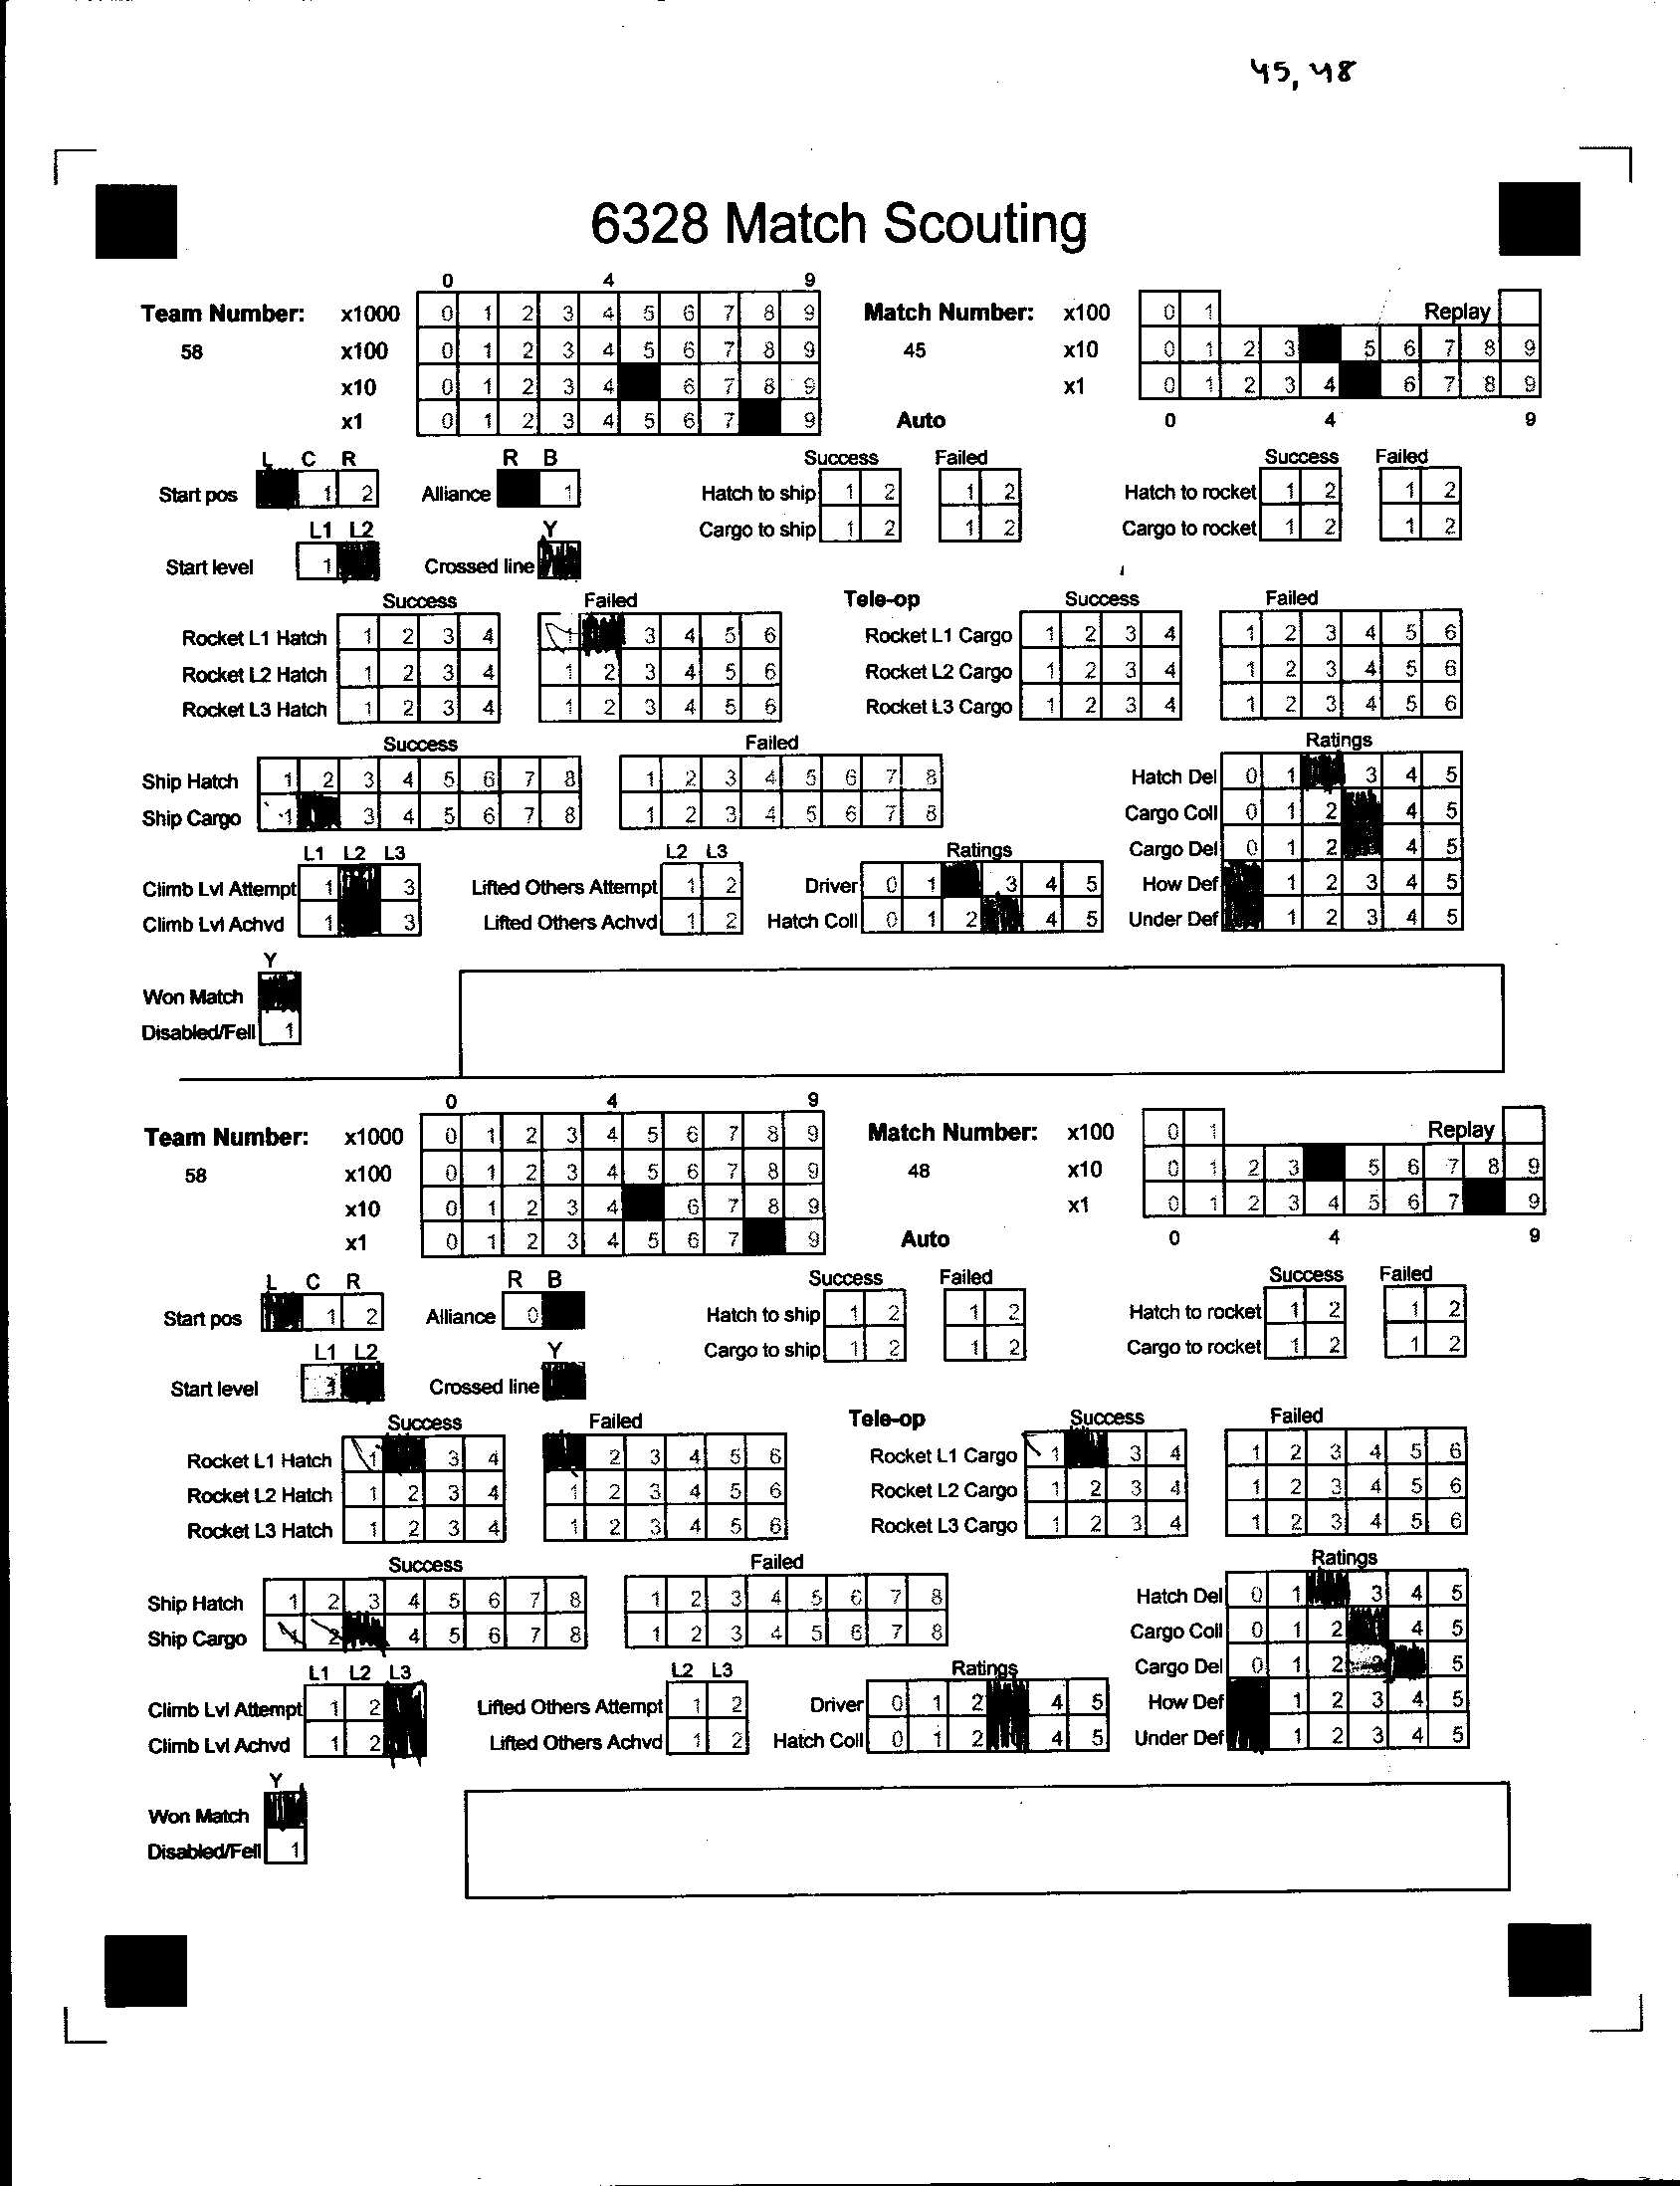 45, 48
6328 Match Scouting
0 4 9
Team Number: x1000 0 1 2 3 4 5 6 7 8 9 Match Number: x100 0 1 Replay
58 x100 0 1 2 3 4 5 6 7 8 9 45 x10 0 1 2 3 5 6 7 8 9
x10 0 1 2 3 4 6 7 8 9 x1 0 1 2 3 4 6 7 8 9
x1 0 1 2 3 4 5 6 7 9 Auto 0 4 9
L C R R B Success Failed Success Failed
Start pos 1 2 Alliance 1 Hatch to ship 1 2 1 2 Hatch to rocket 1 2 1 2
L1 L2 Y Cargo to ship 1 2 1 2 Cargo to rocket 1 2 1 2
Start level 1 Crossed line
Success Failed Tele-op Success Failed
Rocket L1 Hatch 1 2 3 4 1 3 4 5 6 Rocket L1 Cargo 1 2 3 4 1 2 3 4 5 6
Rocket L2 Hatch 1 2 3 4 1 2 3 4 5 6 Rocket L2 Cargo 1 2 3 4 1 2 3 4 5 6
Rocket L3 Hatch 1 2 3 4 1 2 3 4 5 6 Rocket L3 Cargo 1 2 3 4 1 2 3 4 5 6
Success Failed Ratings
Ship Hatch 1 2 3 4 5 6 7 8 1 2 3 4 5 6 7 8 Hatch Del 0 1 3 4 5
Ship Cargo 1 3 4 5 6 7 8 1 2 3 4 5 6 7 8 Cargo Coll 0 1 2 4 5
L1 L2 L3 L2 L3 Ratings Cargo Del 0 1 2 4 5
Climb Lvl Attempt 1 3 Lifted Others Attempt 1 2 Driver 0 1 3 4 5 How Def 1 2 3 4 5
Climb Lvl Achvd 1 3 Lifted Others Achvd 1 2 Hatch Coll 0 1 2 4 5 Under Def 1 2 3 4 5
Y
Won Match
Disabled/Fell 1
0 4 9
Team Number: x1000 0 1 2 3 4 5 6 7 8 9 Match Number: x100 0 1 Replay
58 x100 0 1 2 3 4 5 6 7 8 9 48 x10 0 1 2 3 5 6 7 8 9
x10 0 1 2 3 4 6 7 8 9 x1 0 1 2 3 4 5 6 7 9
x1 0 1 2 3 4 5 6 7 9 Auto 0 4 9
L C R R B Success Failed Success Failed
Start pos 1 2 Alliance 0 Hatch to ship 1 2 1 2 Hatch to rocket 1 2 1 2
L1 L2 Y Cargo to ship 1 2 1 2 Cargo to rocket 1 2 1 2
Start level 1 Crossed line
Success Failed Tele-op Success Failed
Rocket L1 Hatch 1 3 4 2 3 4 5 6 Rocket L1 Cargo 1 3 4 1 2 3 4 5 6
Rocket L2 Hatch 1 2 3 4 1 2 3 4 5 6 Rocket L2 Cargo 1 2 3 4 1 2 3 4 5 6
Rocket L3 Hatch 1 2 3 4 1 2 3 4 5 6 Rocket L3 Cargo 1 2 3 4 1 2 3 4 5 6
Success Failed Ratings
Ship Hatch 1 2 3 4 5 6 7 8 1 2 3 4 5 6 7 8 Hatch Del 0 1 3 4 5
Ship Cargo 1 2 4 5 6 7 8 1 2 3 4 5 6 7 8 Cargo Coll 0 1 2 4 5
L1 L2 L3 L2 L3 Ratings Cargo Del 0 1 2 5
Climb Lvl Attempt 1 2 Lifted Others Attempt 1 2 Driver 0 1 2 4 5 How Def 1 2 3 4 5
Climb Lvl Achvd 1 2 Lifted Others Achvd 1 2 Hatch Coll 0 1 2 4 5 Under Def 1 2 3 4 5
Y
Won Match
Disabled/Fell 1